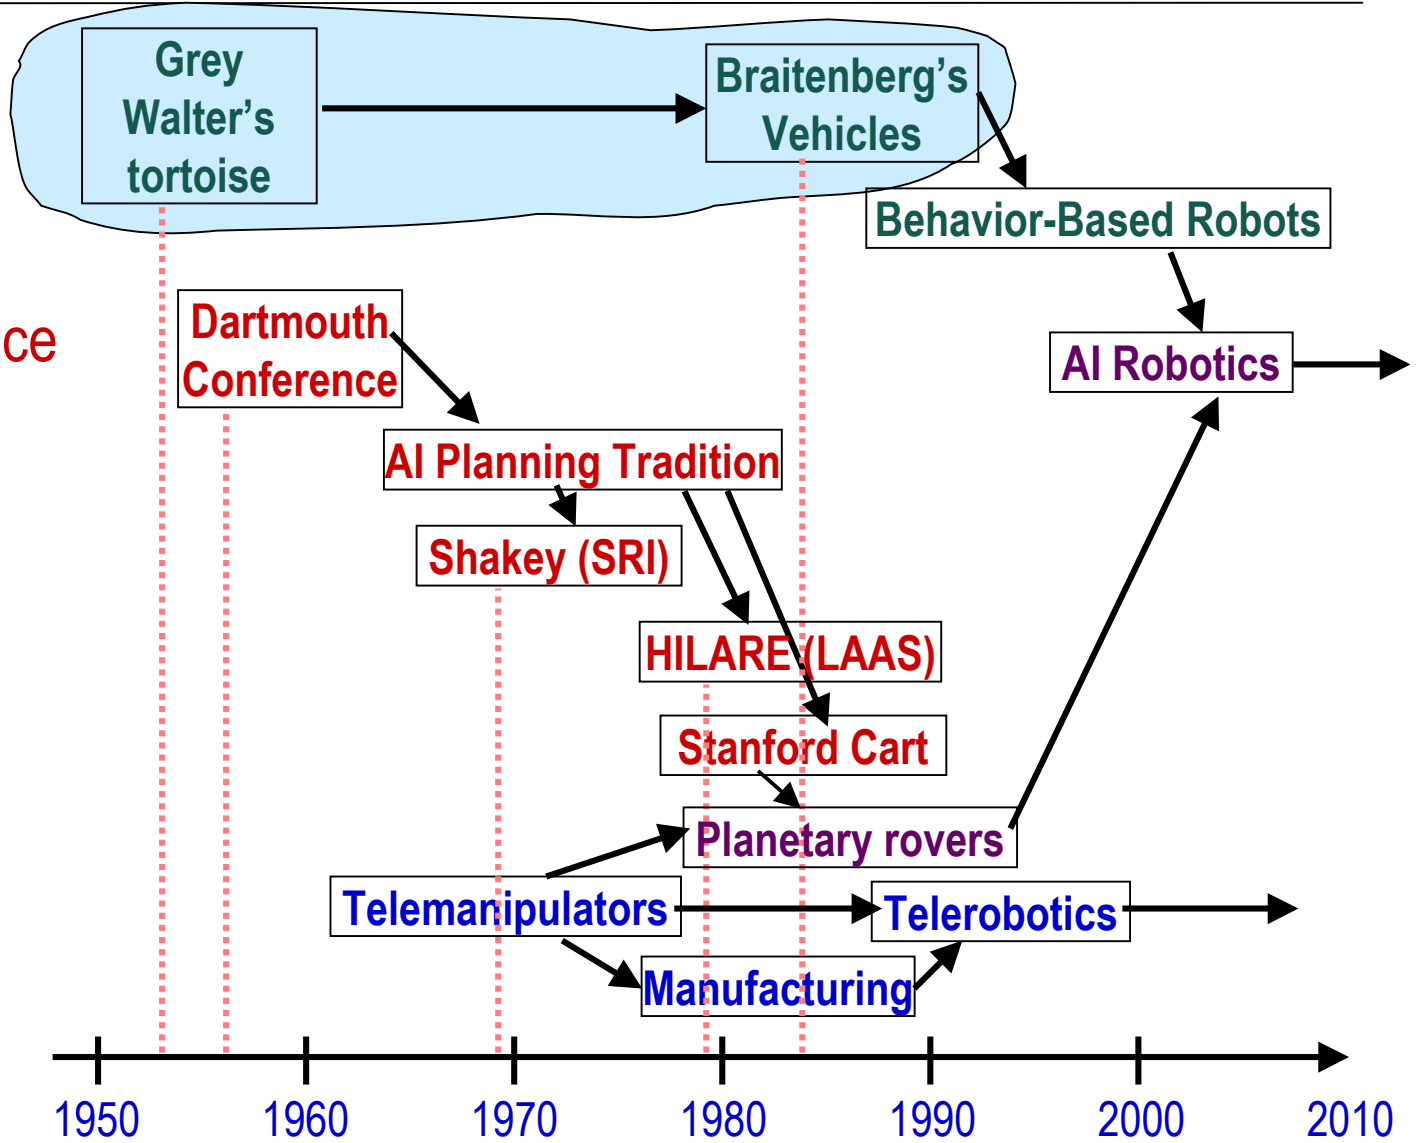 Grey
Walter's
tortoise
Braitenberg's
Vehicles
Behavior-Based Robots
Dartmouth
Conference
ce
AI Robotics
AI Planning Tradition
Shakey (SRI)
HILARE (LAAS)
Stanford Cart
Planetary rovers
Telemanipulators
Telerobotics
Manufacturing
1950 1960 1970 1980 1990 2000 2010